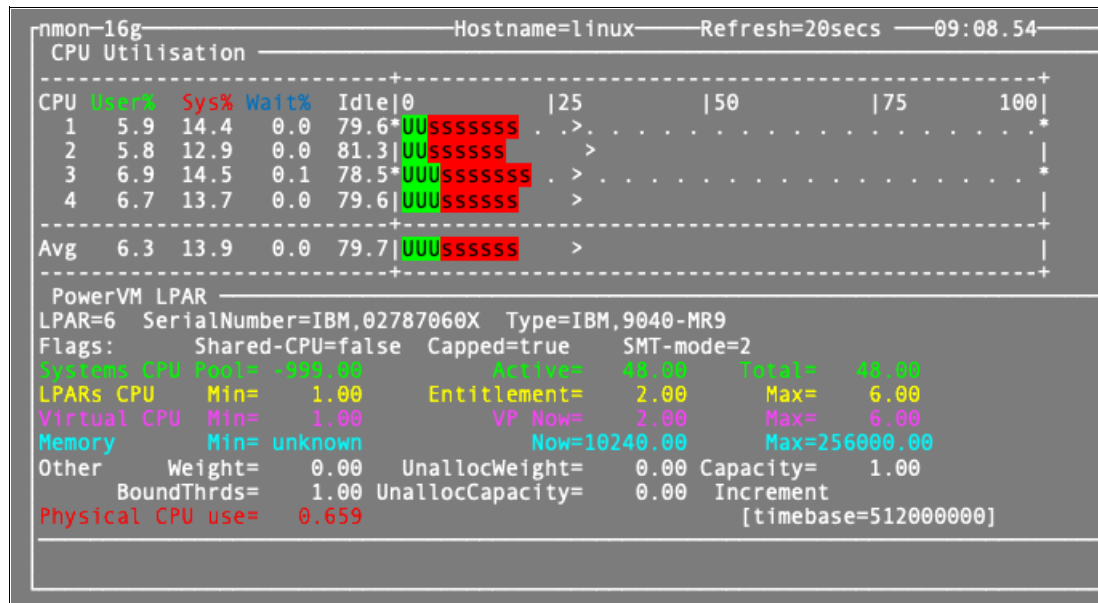 nmon-16g Hostname=linux Refresh=20secs 09:08.54
CPU Utilisation
---------------------------+---------------------------------------------------+
CPU User% Sys% Wait% Idle|0 |25 |50 |75 100|
1 5.9 14.4 0.0 79.6*UUsssssss . .>. . . . . . . . . . . . . . . . . .*
2 5.8 12.9 0.0 81.3|UUssssss > |
3 6.9 14.5 0.1 78.5*UUUsssssss . > . . . . . . . . . . . . . . . . . *
4 6.7 13.7 0.0 79.6|UUUssssss > |
---------------------------+---------------------------------------------------+
Avg 6.3 13.9 0.0 79.7|UUUssssss > |
---------------------------+---------------------------------------------------+
PowerVM LPAR
LPAR=6 SerialNumber=IBM,02787060X Type=IBM,9040-MR9
Flags: Shared-CPU=false Capped=true SMT-mode=2
Systems CPU Pool= -999.00 Active= 48.00 Total= 48.00
LPARs CPU Min= 1.00 Entitlement= 2.00 Max= 6.00
Virtual CPU Min= 1.00 VP Now= 2.00 Max= 6.00
Memory Min= unknown Now=10240.00 Max=256000.00
Other Weight= 0.00 UnallocWeight= 0.00 Capacity= 1.00
BoundThrds= 1.00 UnallocCapacity= 0.00 Increment
Physical CPU use= 0.659 [timebase=512000000]